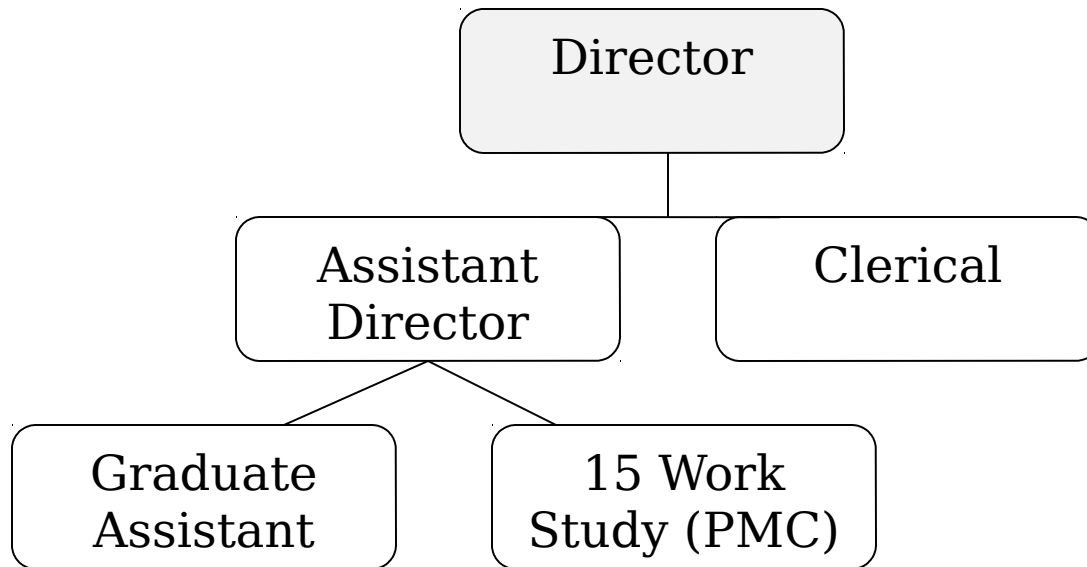 Director
Assistant
Director
Clerical
Graduate
Assistant
15 Work
Study (PMC)